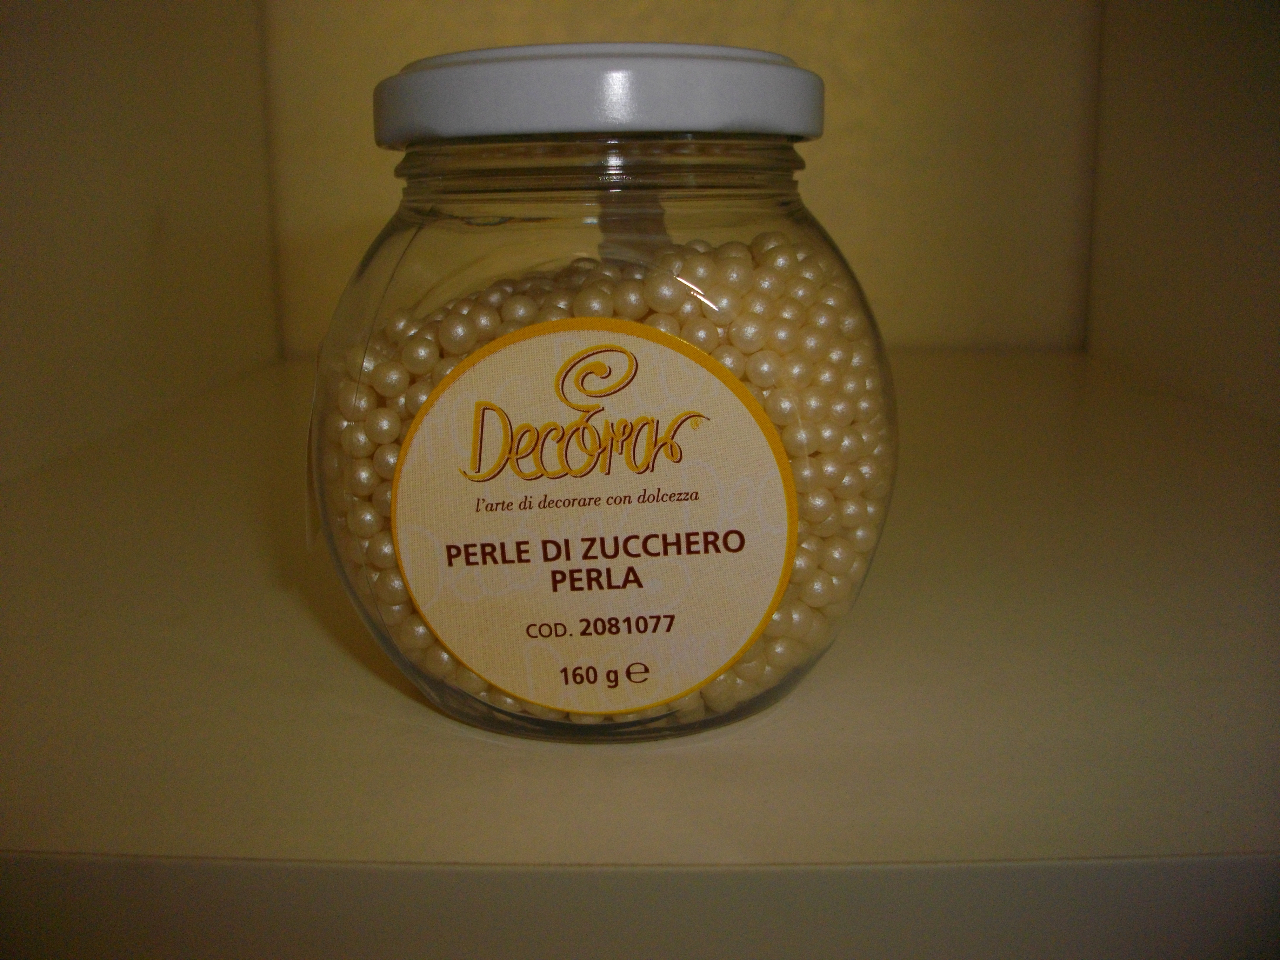 Decora®
l'arte di decorare con dolcezza
PERLE DI ZUCCHERO
PERLA
COD. 2081077
160 g ℮